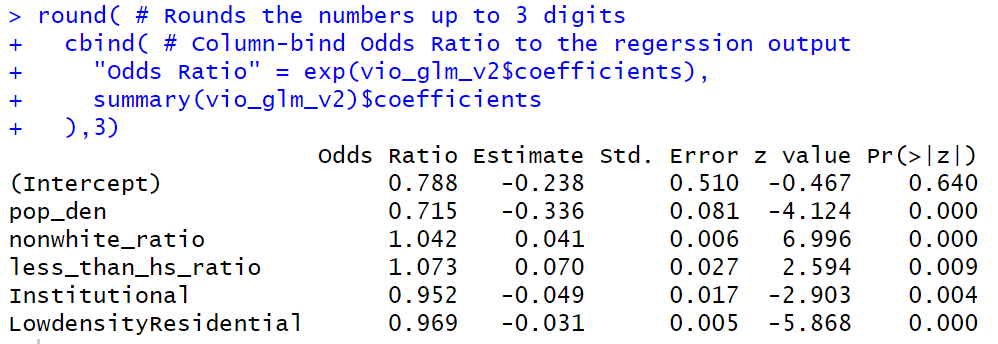 > round( # Rounds the numbers up to 3 digits
+   cbind( # Column-bind Odds Ratio to the regerssion output
+     "Odds Ratio" = exp(vio_glm_v2$coefficients),
+     summary(vio_glm_v2)$coefficients
+   ),3)
                      Odds Ratio Estimate Std. Error z value Pr(>|z|)
(Intercept)                0.788   -0.238      0.510  -0.467    0.640
pop_den                    0.715   -0.336      0.081  -4.124    0.000
nonwhite_ratio             1.042    0.041      0.006   6.996    0.000
less_than_hs_ratio         1.073    0.070      0.027   2.594    0.009
Institutional              0.952   -0.049      0.017  -2.903    0.004
LowdensityResidential      0.969   -0.031      0.005  -5.868    0.000